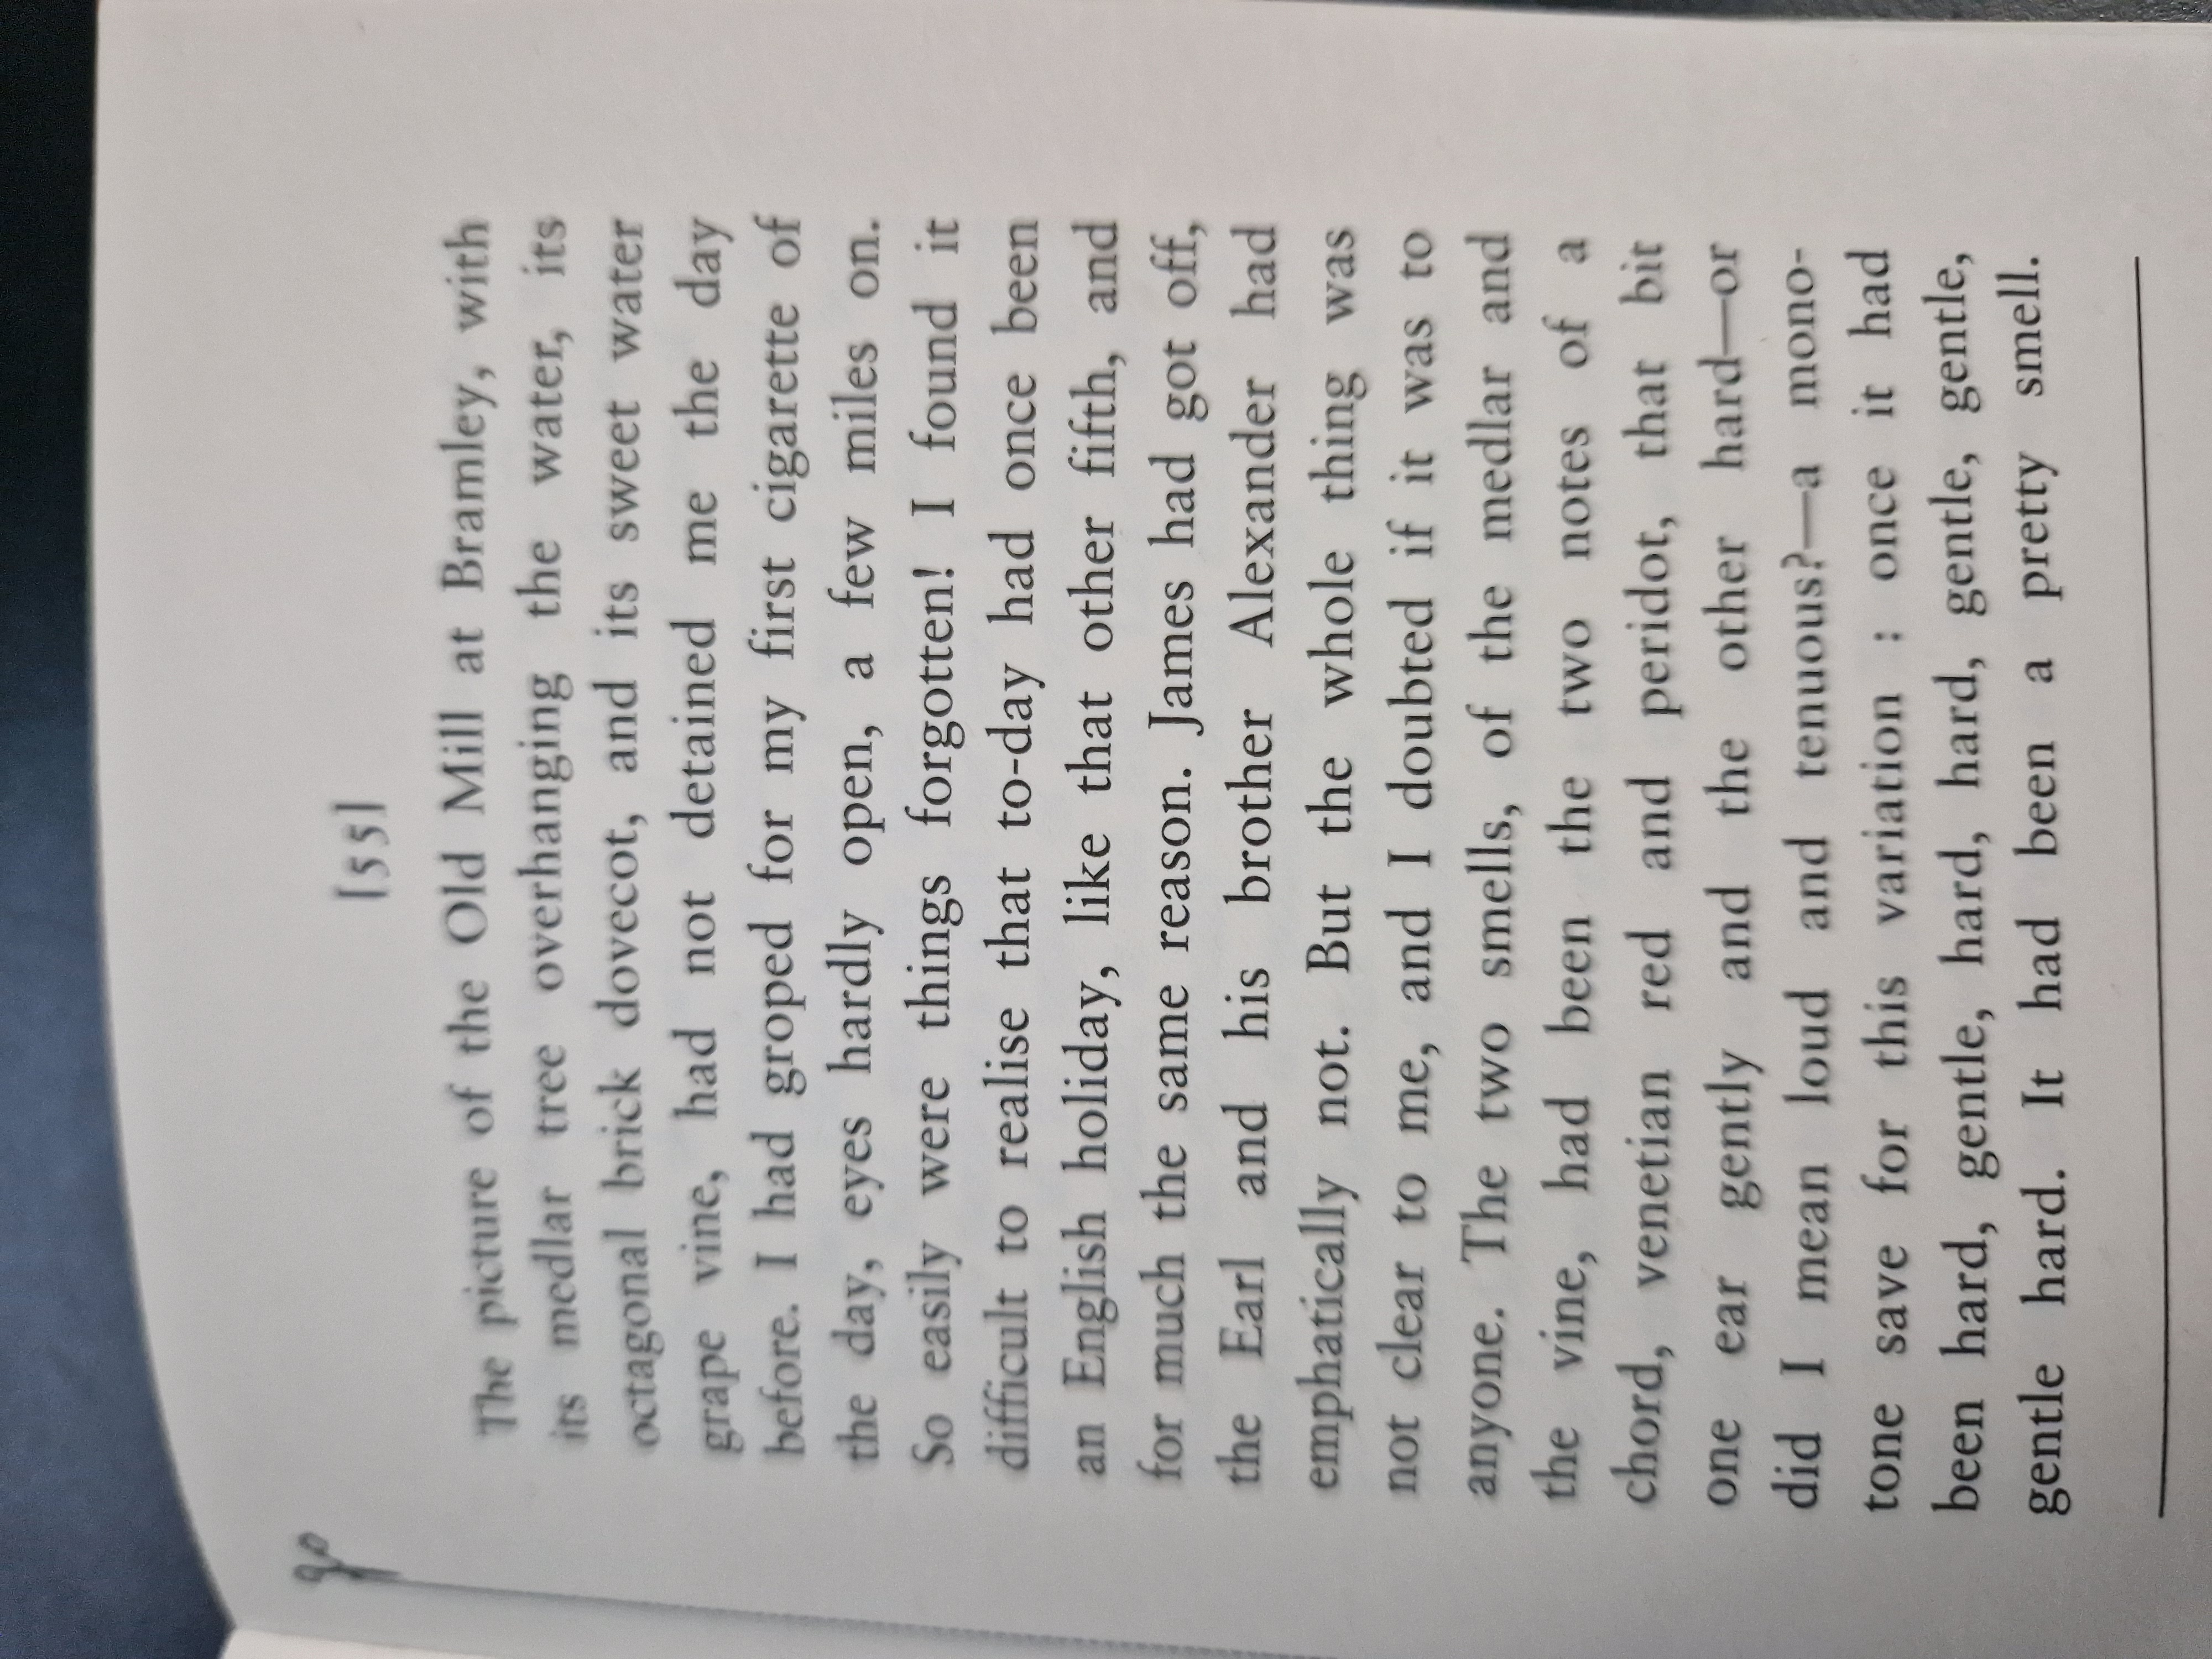 go
[55]
The picture of the Old Mill at Bramley, with
its medlar tree overhanging the water, its
octagonal brick dovecot, and its sweet water
grape vine, had not detained me the day
before. I had groped for my first cigarette of
the day, eyes hardly open, a few miles on.
So easily were things forgotten! I found it
difficult to realise that to-day had once been
an English holiday, like that other fifth, and
for much the same reason. James had got off,
the Earl and his brother Alexander had
emphatically not. But the whole thing was
not clear to me, and I doubted if it was to
anyone. The two smells, of the medlar and
the vine, had been the two notes of a
chord, venetian red and peridot, that bit
one ear gently and the other hard—or
did I mean loud and tenuous?—a mono-
tone save for this variation : once it had
been hard, gentle, hard, hard, gentle, gentle,
gentle hard. It had been a pretty smell.